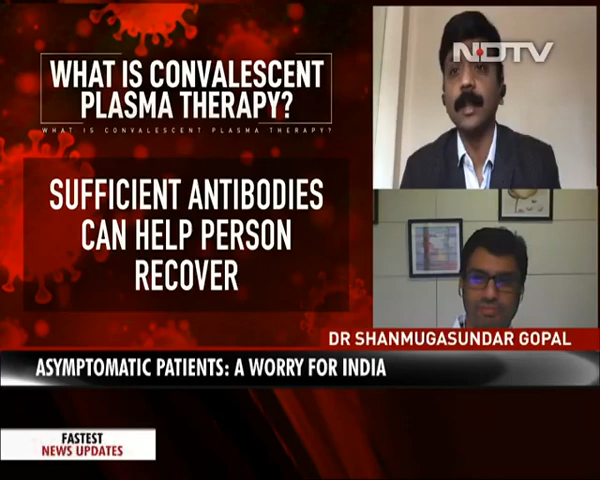 WHAT IS CONVALESCENT
PLASMA THERAPY?
WHAT IS CONVALESCENT PLASMA THERAPY?
SUFFICIENT ANTIBODIES
CAN HELP PERSON
RECOVER
NDTV
DR SHANMUGASUNDAR GOPAL
ASYMPTOMATIC PATIENTS: A WORRY FOR INDIA
FASTEST
NEWS UPDATES